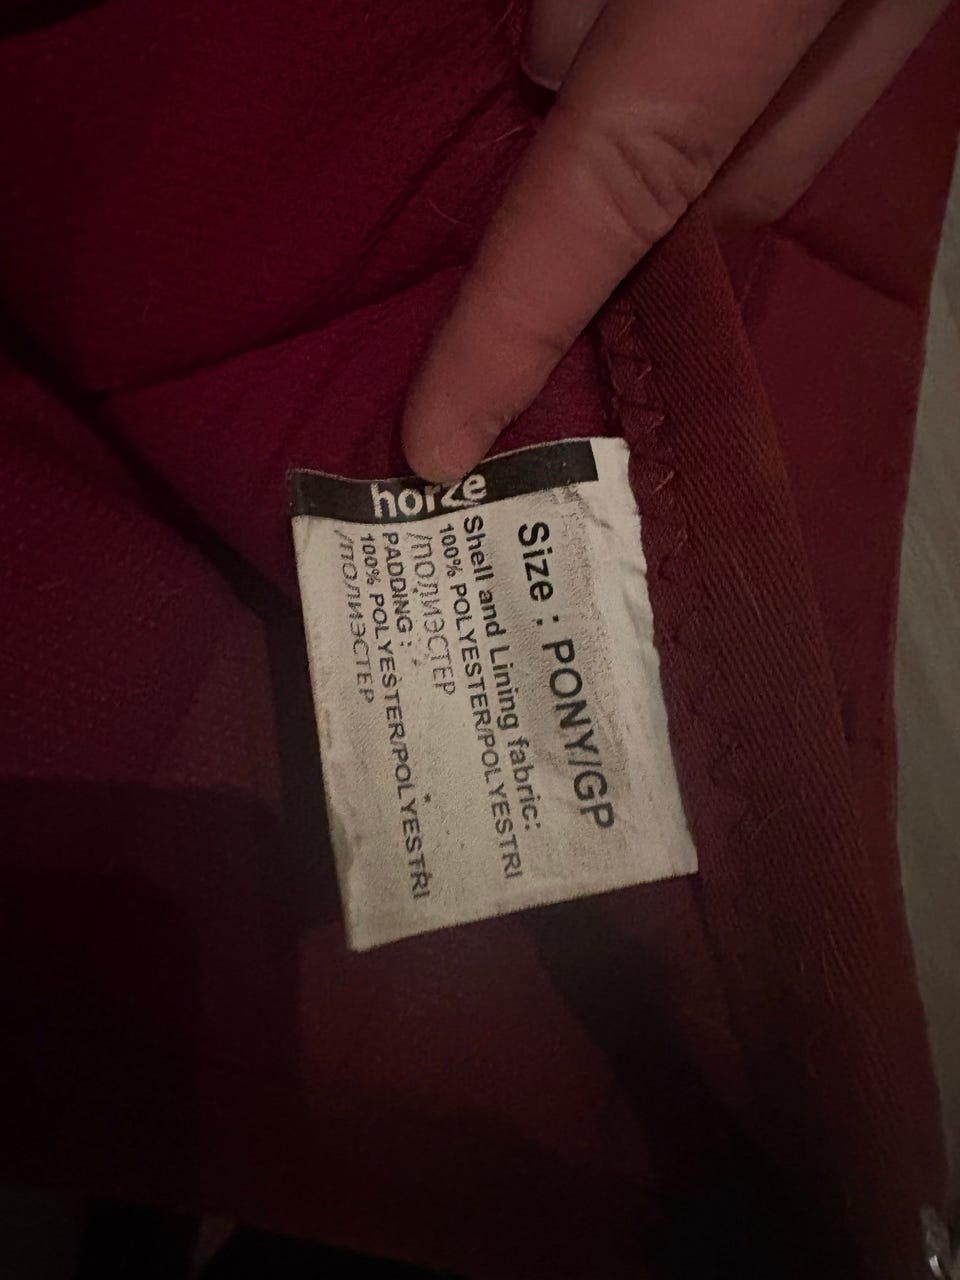 horze
Size : PONY/GP
Shell and Lining fabric:
100% POLYESTER/POLYESTRI
/ПОЛИЭСТЕР
PADDING :
100% POLYESTER/POLYESTRI
/ПОЛИЭСТЕР